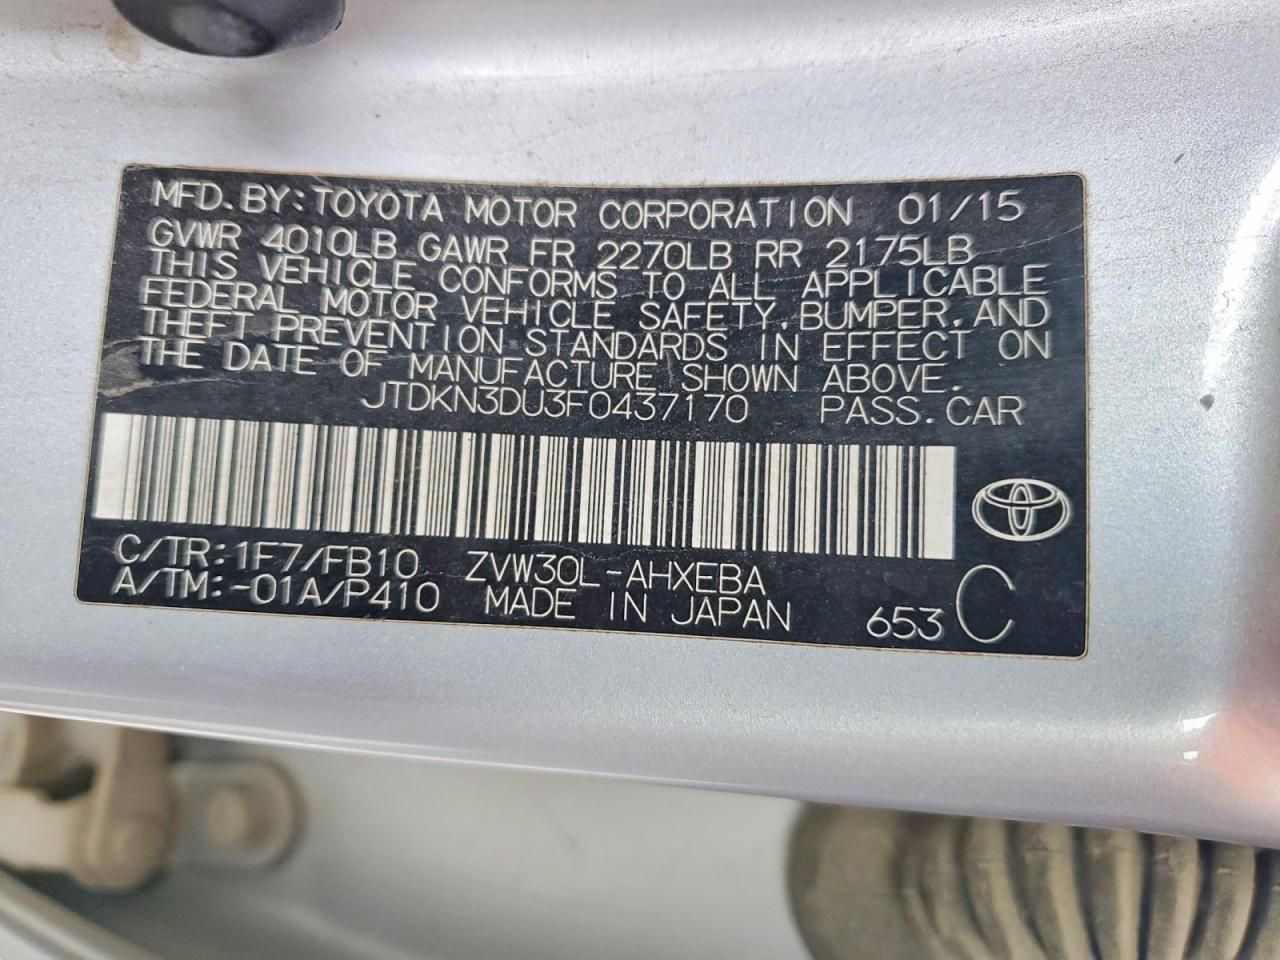 MFD.BY:TOYOTA MOTOR CORPORATION 01/15
GVWR 4010LB GAWR FR 2270LB RR 2175LB
THIS VEHICLE CONFORMS TO ALL APPLICABLE
FEDERAL MOTOR VEHICLE SAFETY,BUMPER,AND
THEFT PREVENTION STANDARDS IN EFFECT ON
THE DATE OF MANUFACTURE SHOWN ABOVE.
JTDKN3DU3F0437170 PASS.CAR
C/TR:1F7/FB10 ZVW30L-AHXEBA
A/TM:-01A/P410 MADE IN JAPAN 653 C